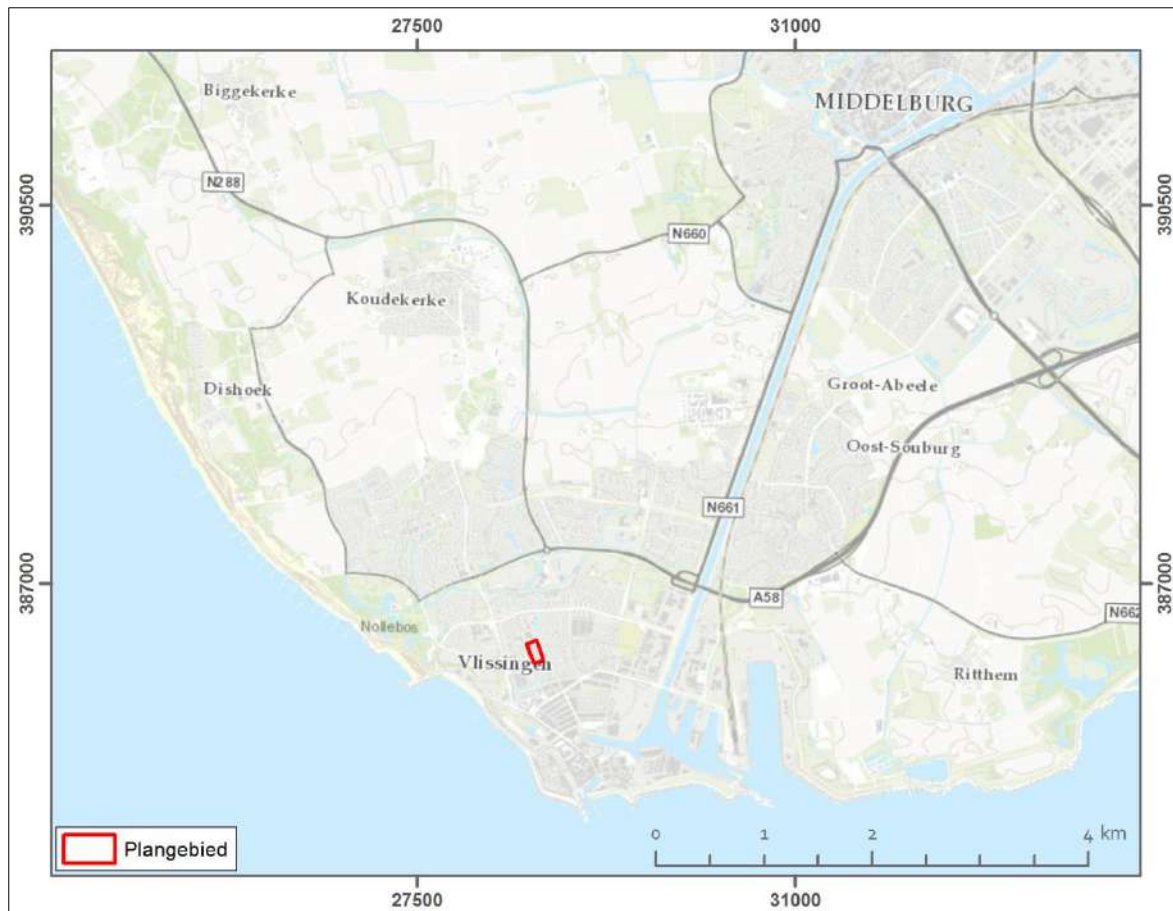 27500 31000
Biggekerke
MIDDELBURG
N288
390500 390500
N660
Koudekerke
Dishoek
Groot-Abeele
Oost-Souburg
N661
387000 387000
A58
N662
Nollebos
Vlissingen
Ritthem
Plangebied
0 1 2 4 km
27500 31000